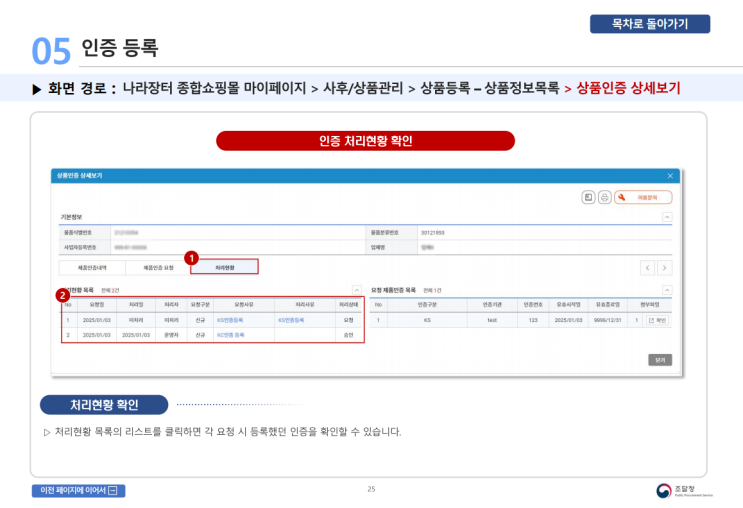 목차로 돌아가기
05 인증 등록
▶ 화면 경로 : 나라장터 종합쇼핑몰 마이페이지 > 사후/상품관리 > 상품등록 – 상품정보목록 > 상품인증 상세보기
인증 처리현황 확인
상품인증 상세보기
이용문의
기본정보
물품식별번호
물품분류번호 30121893
사업자등록번호
업체명
1
제품인증내역 제품인증 요청 처리현황
2
현황 목록 전체 2건
No 요청일 처리일 처리자 요청구분 요청사유 처리사유 처리상태
1 2025/01/03 미처리 미처리 신규 KS인증등록 KS인증등록 요청
2 2025/01/03 2025/01/03 운영자 신규 KC인증 등록 승인
요청 제품인증 목록 전체 1건
No 인증구분 인증기관 인증번호 유효시작일 유효종료일 첨부파일
1 KS test 123 2025/01/03 9999/12/31 1 확인
닫기
처리현황 확인
▷ 처리현황 목록의 리스트를 클릭하면 각 요청 시 등록했던 인증을 확인할 수 있습니다.
이전 페이지에 이어서
25
조달청
Public Procurement Service